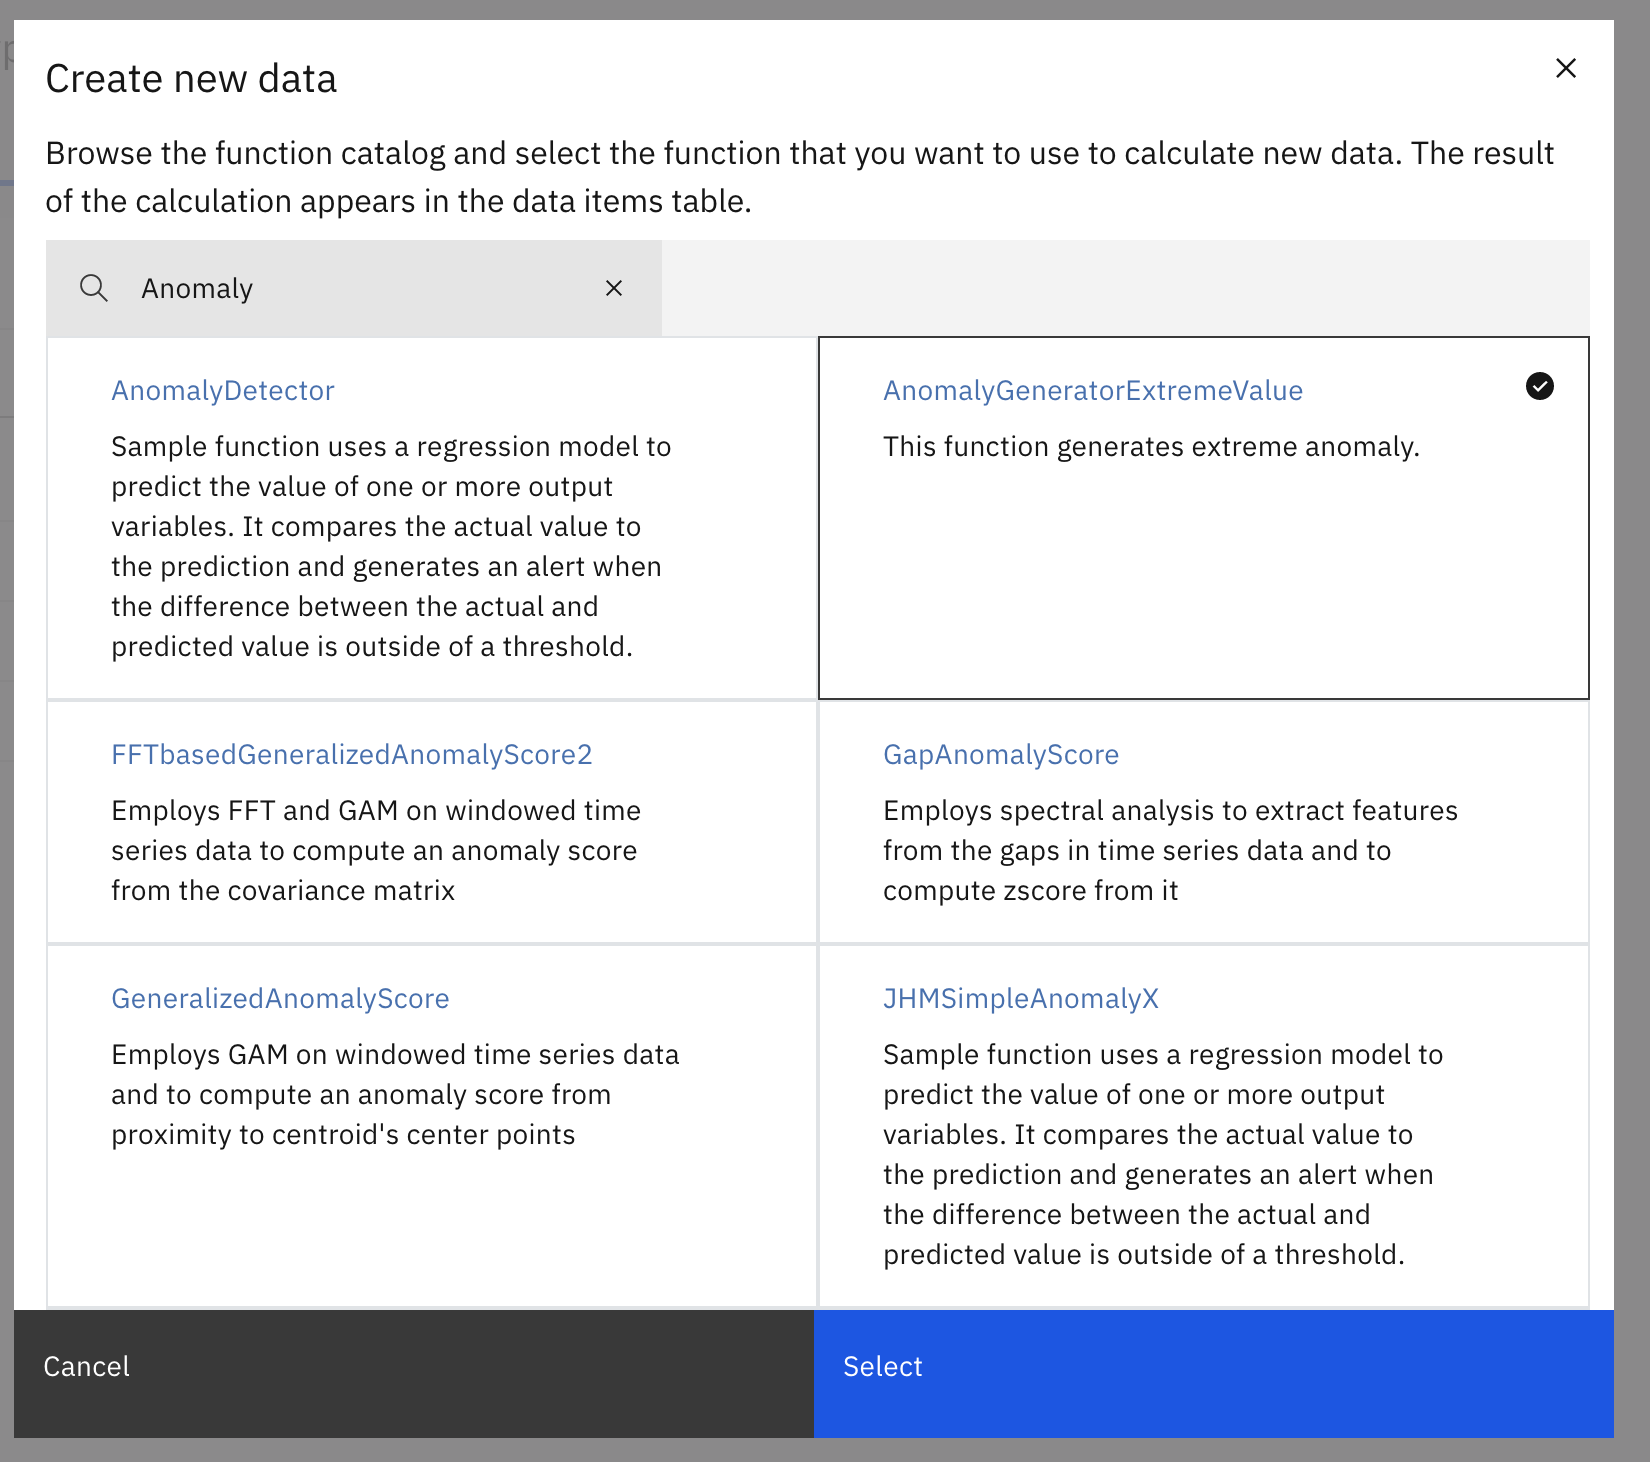 Create new data
Browse the function catalog and select the function that you want to use to calculate new data. The result
of the calculation appears in the data items table.
Anomaly
AnomalyDetector
Sample function uses a regression model to
predict the value of one or more output
variables. It compares the actual value to
the prediction and generates an alert when
the difference between the actual and
predicted value is outside of a threshold.
AnomalyGeneratorExtremeValue
This function generates extreme anomaly.
FFTbasedGeneralizedAnomalyScore2
Employs FFT and GAM on windowed time
series data to compute an anomaly score
from the covariance matrix
GapAnomalyScore
Employs spectral analysis to extract features
from the gaps in time series data and to
compute zscore from it
GeneralizedAnomalyScore
Employs GAM on windowed time series data
and to compute an anomaly score from
proximity to centroid's center points
JHMSimpleAnomalyX
Sample function uses a regression model to
predict the value of one or more output
variables. It compares the actual value to
the prediction and generates an alert when
the difference between the actual and
predicted value is outside of a threshold.
Cancel
Select